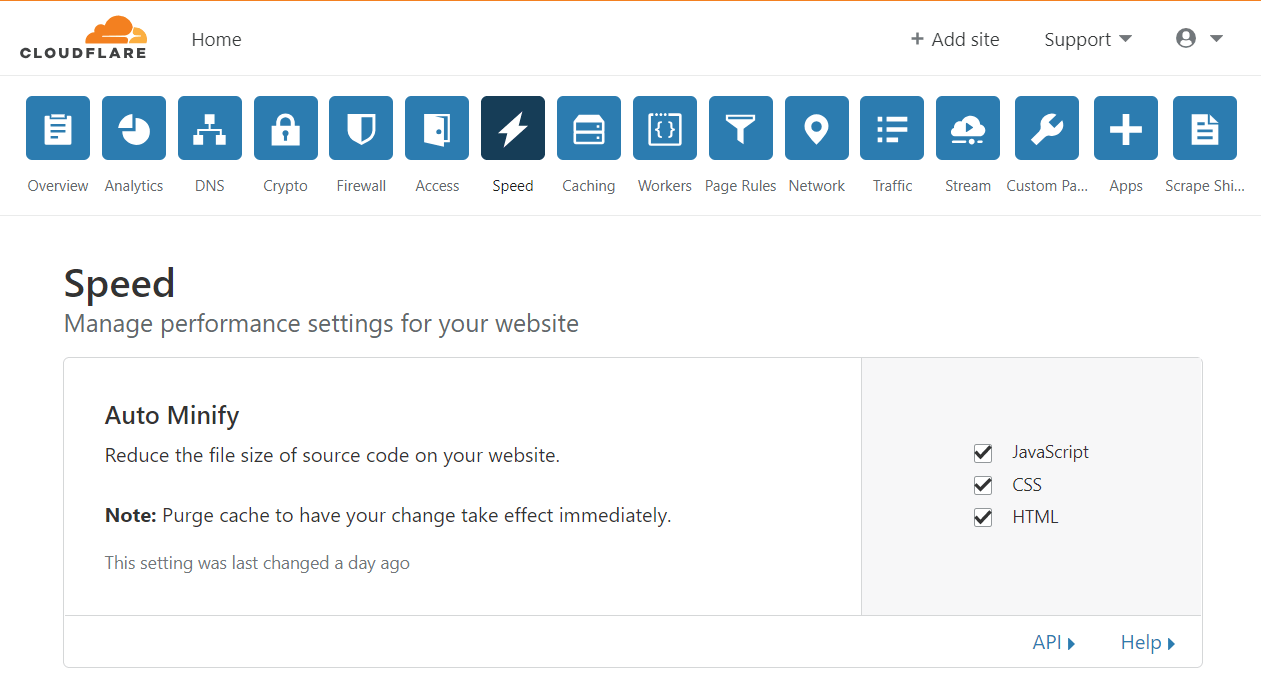 CLOUDFLARE
Home
+ Add site
Support
Overview
Analytics
DNS
Crypto
Firewall
Access
Speed
Caching
Workers
Page Rules
Network
Traffic
Stream
Custom Pa...
Apps
Scrape Shi...
Speed
Manage performance settings for your website
Auto Minify
Reduce the file size of source code on your website.
Note: Purge cache to have your change take effect immediately.
This setting was last changed a day ago
JavaScript
CSS
HTML
API
Help